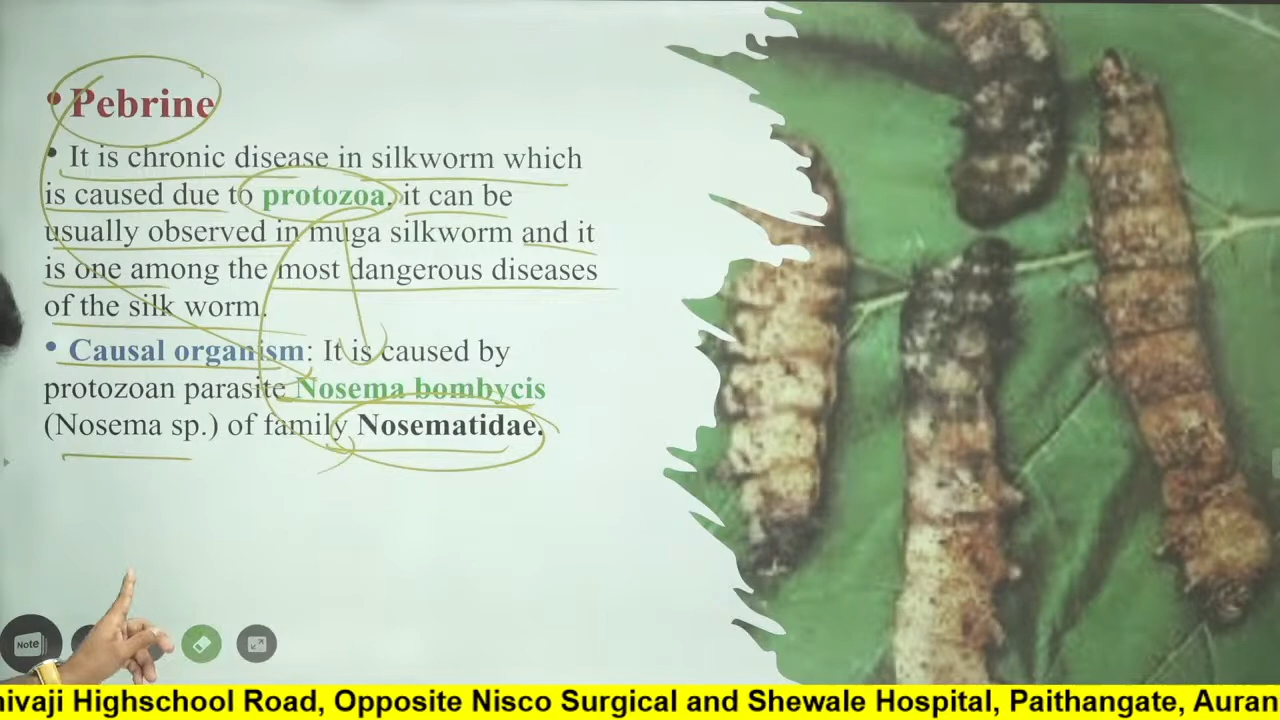 • Pebrine
• It is chronic disease in silkworm which
is caused due to protozoa, it can be
usually observed in muga silkworm and it
is one among the most dangerous diseases
of the silk worm.
• Causal organism: It is caused by
protozoan parasite Nosema bombycis
(Nosema sp.) of family Nosematidae.
Note
hivaji Highschool Road, Opposite Nisco Surgical and Shewale Hospital, Paithangate, Auran